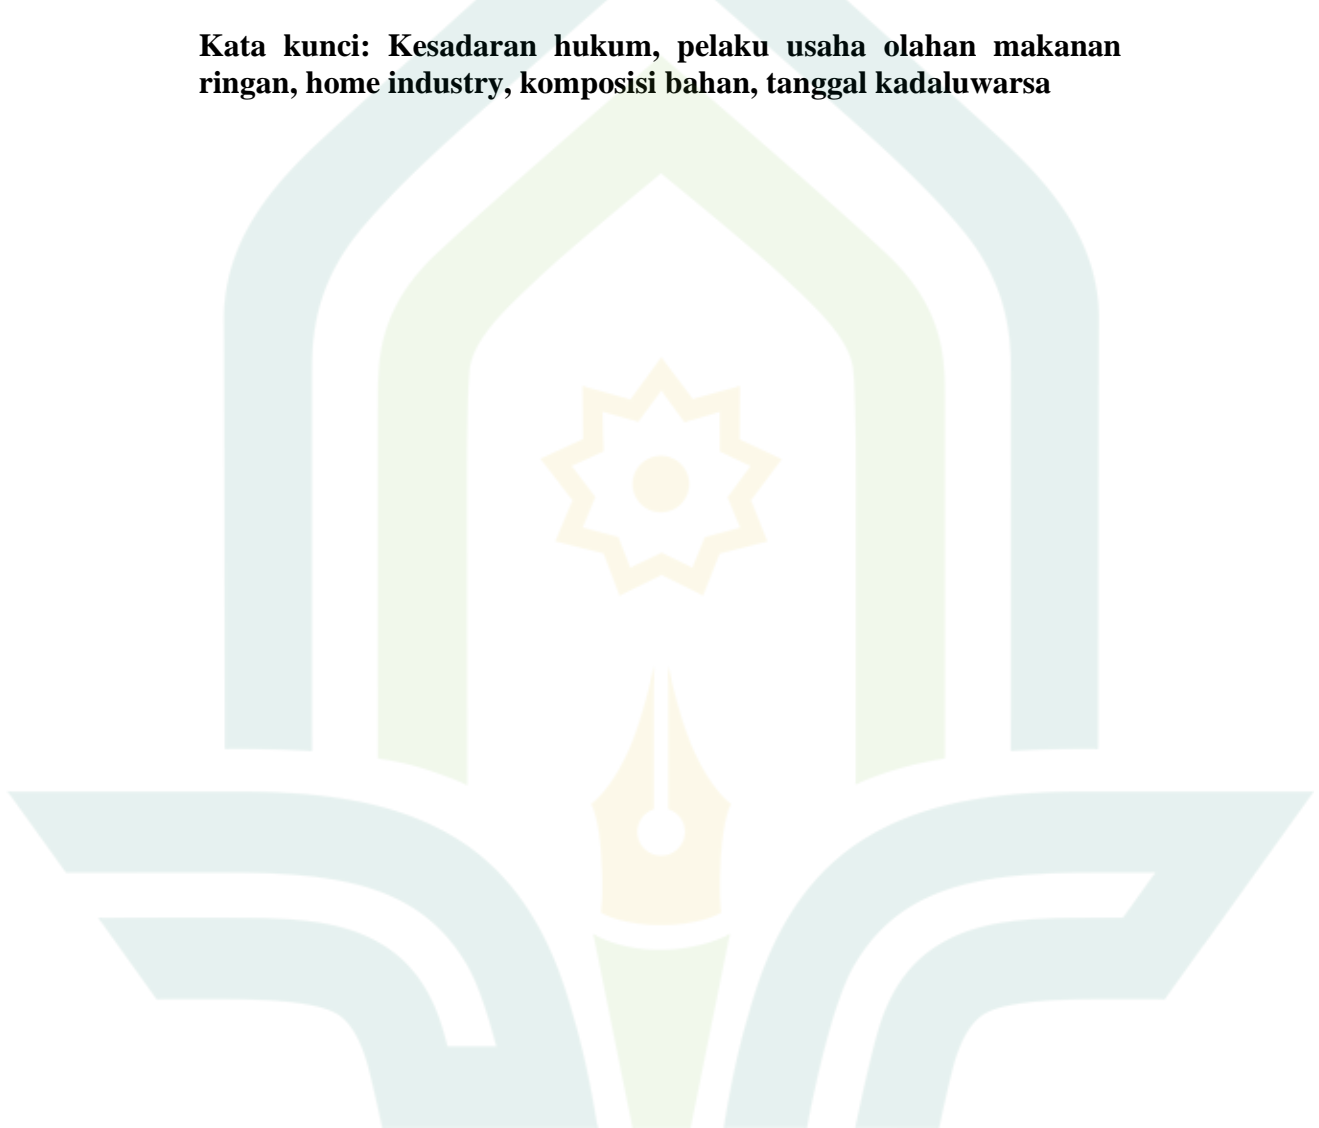 Kata kunci: Kesadaran hukum, pelaku usaha olahan makanan
ringan, home industry, komposisi bahan, tanggal kadaluwarsa